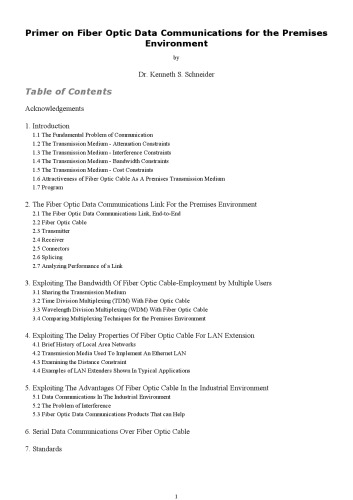 Primer on Fiber Optic Data Communications for the Premises
Environment
by
Dr. Kenneth S. Schneider
Table of Contents
Acknowledgements
1. Introduction
1.1 The Fundamental Problem of Communication
1.2 The Transmission Medium - Attenuation Constraints
1.3 The Transmission Medium - Interference Constraints
1.4 The Transmission Medium - Bandwidth Constraints
1.5 The Transmission Medium - Cost Constraints
1.6 Attractiveness of Fiber Optic Cable As A Premises Transmission Medium
1.7 Program
2. The Fiber Optic Data Communications Link For the Premises Environment
2.1 The Fiber Optic Data Communications Link, End-to-End
2.2 Fiber Optic Cable
2.3 Transmitter
2.4 Receiver
2.5 Connectors
2.6 Splicing
2.7 Analyzing Performance of a Link
3. Exploiting The Bandwidth Of Fiber Optic Cable-Employment by Multiple Users
3.1 Sharing the Transmission Medium
3.2 Time Division Multiplexing (TDM) With Fiber Optic Cable
3.3 Wavelength Division Multiplexing (WDM) With Fiber Optic Cable
3.4 Comparing Multiplexing Techniques for the Premises Environment
4. Exploiting The Delay Properties Of Fiber Optic Cable For LAN Extension
4.1 Brief History of Local Area Networks
4.2 Transmission Media Used To Implement An Ethernet LAN
4.3 Examining the Distance Constraint
4.4 Examples of LAN Extenders Shown In Typical Applications
5. Exploiting The Advantages Of Fiber Optic Cable In the Industrial Environment
5.1 Data Communications In The Industrial Environment
5.2 The Problem of Interference
5.3 Fiber Optic Data Communications Products That can Help
6. Serial Data Communications Over Fiber Optic Cable
7. Standards
1